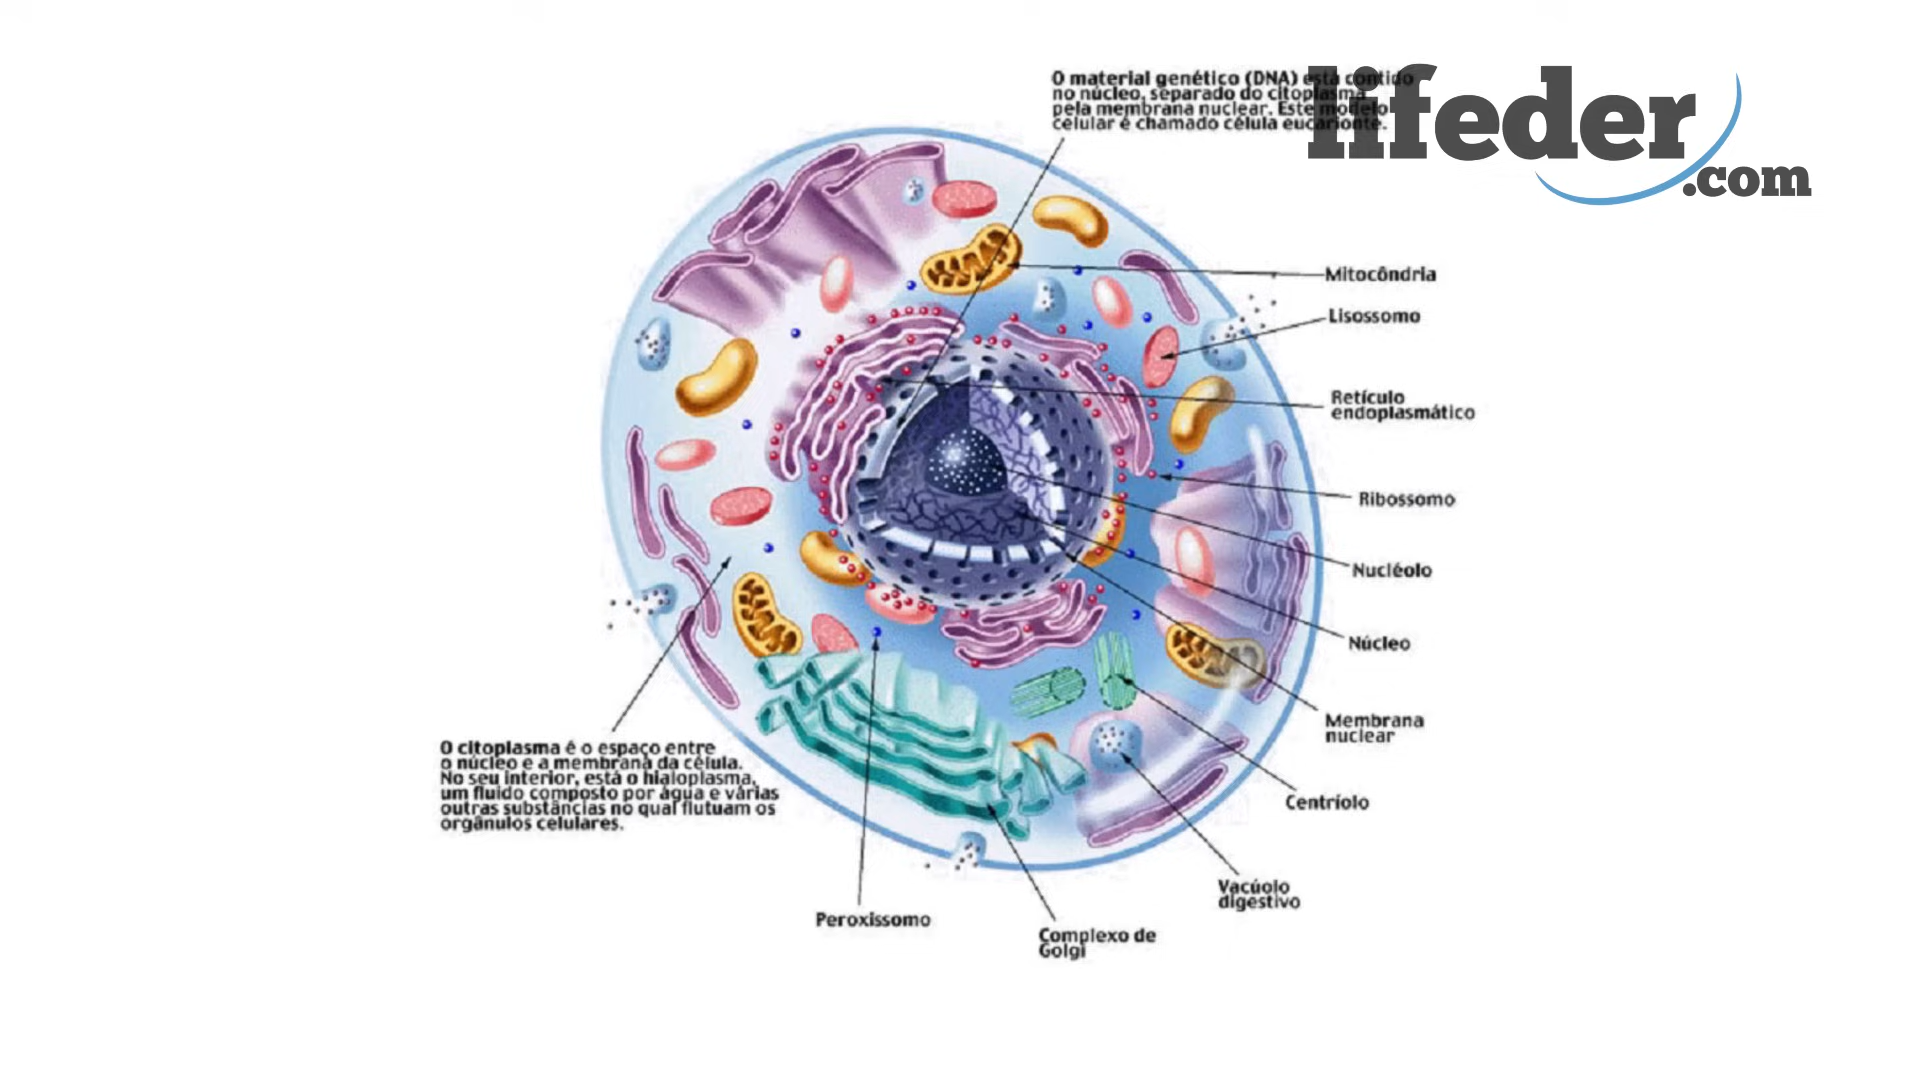 O material genético (DNA) está contido
no núcleo, separado do citoplasma
pela membrana nuclear. Este modelo
celular é chamado célula eucarionte.
lifeder
.com
Mitocôndria
Lisossomo
Retículo
endoplasmático
Ribossomo
Nucléolo
Núcleo
Membrana
nuclear
Centríolo
Vacúolo
digestivo
Complexo de
Golgi
Peroxissomo
O citoplasma é o espaço entre
o núcleo e a membrana da célula.
No seu interior, está o hialoplasma,
um fluido composto por água e várias
outras substâncias no qual flutuam os
orgânulos celulares.